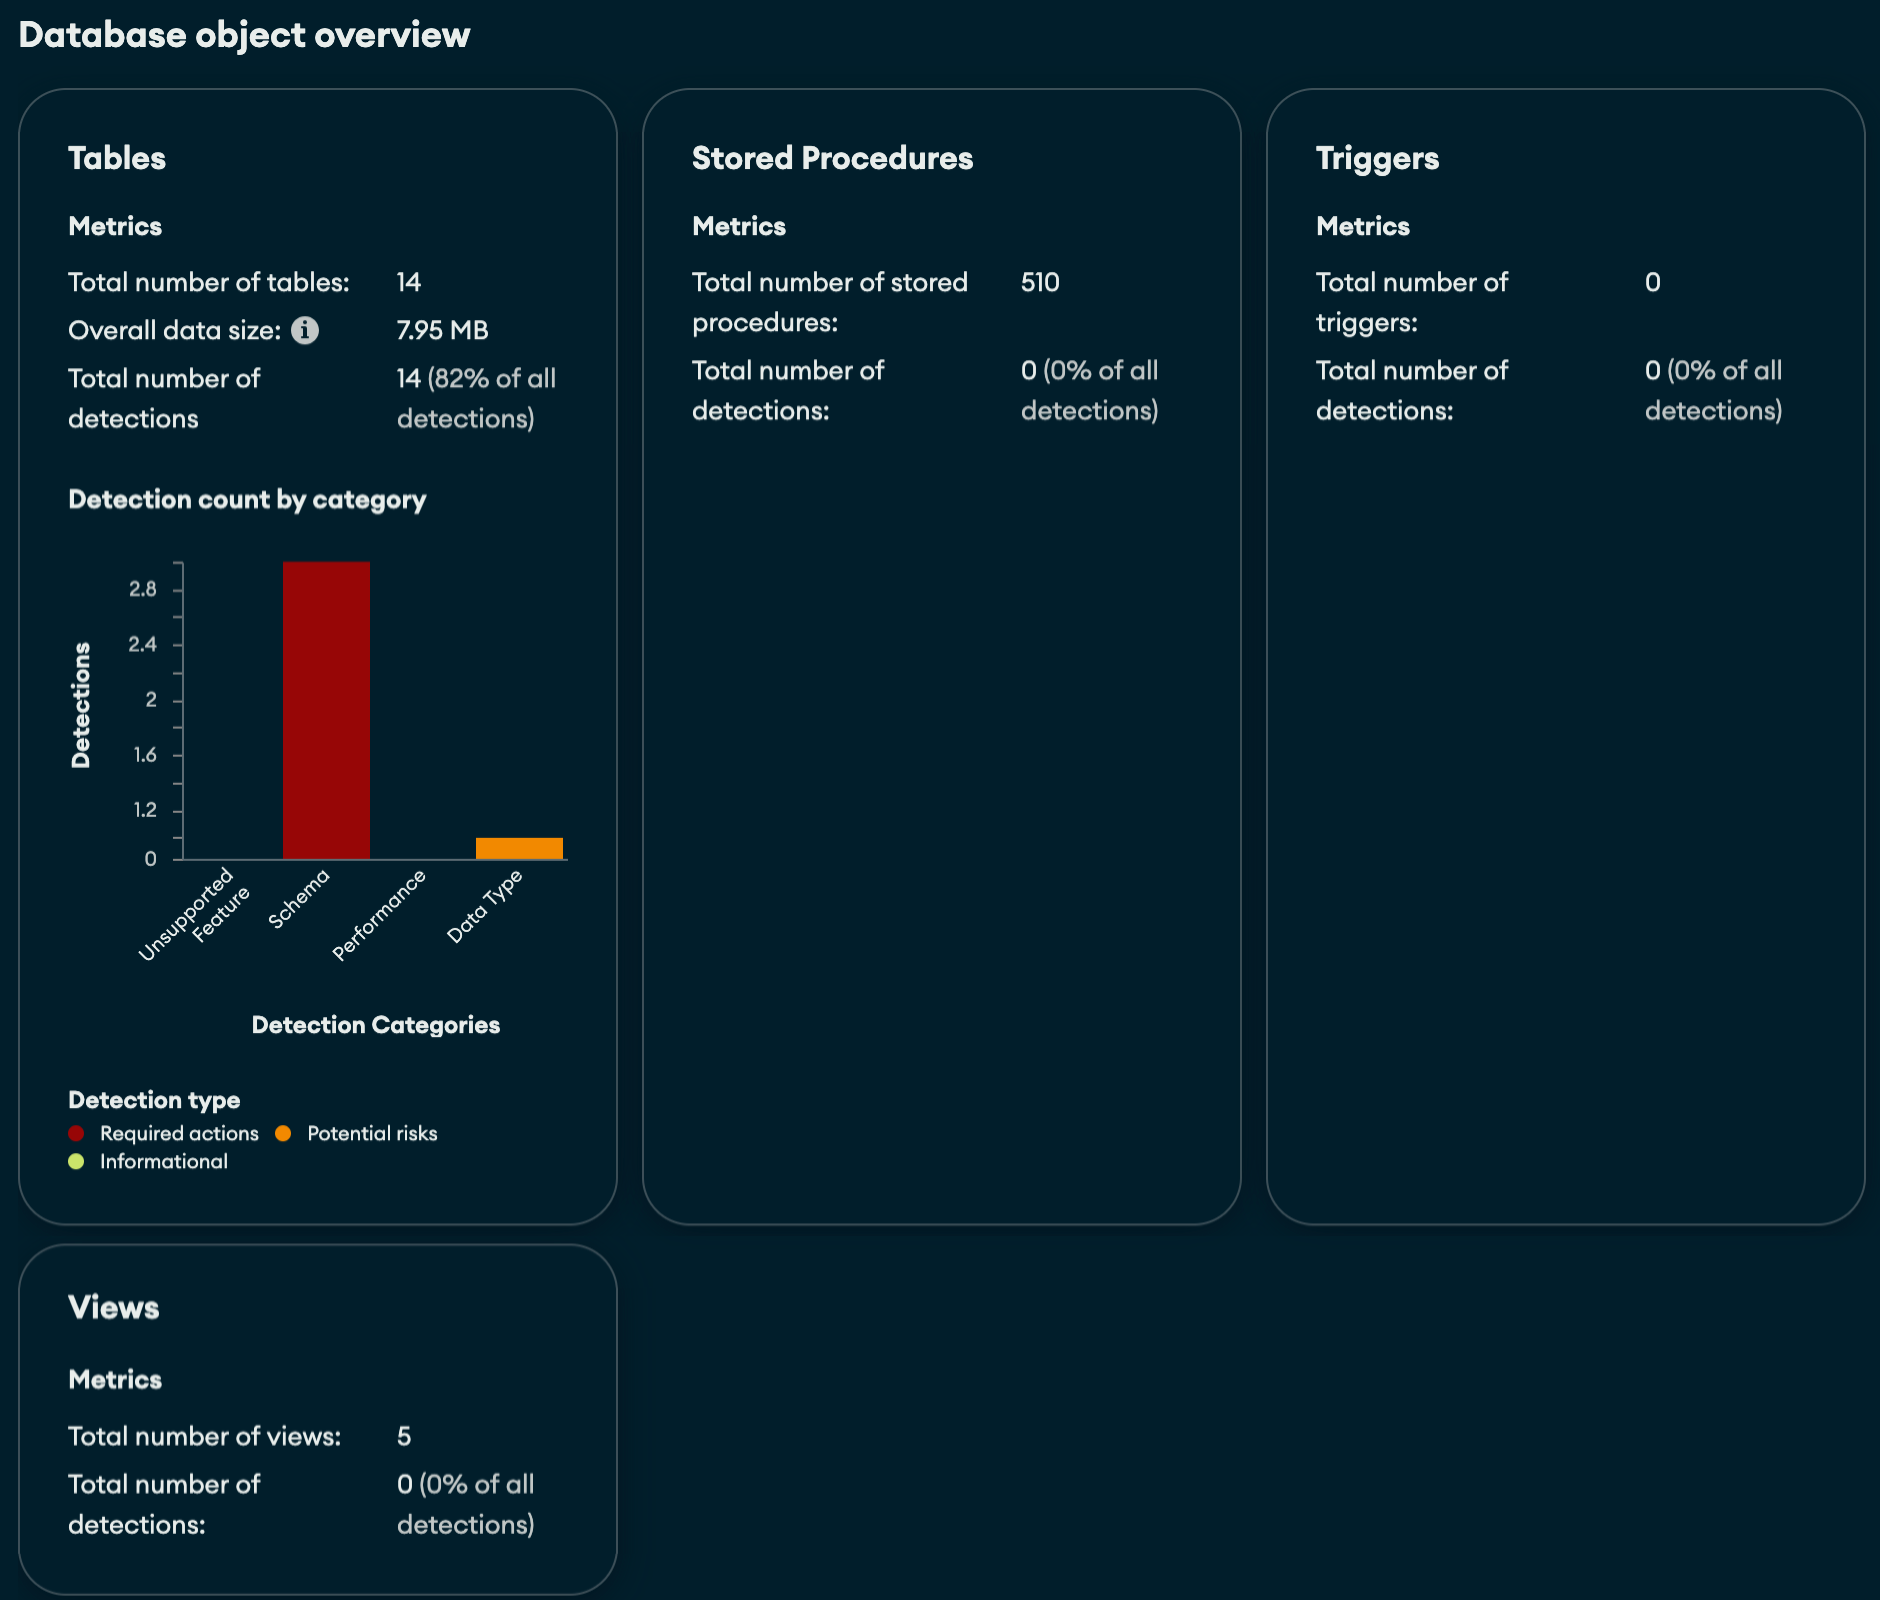 Database object overview
Tables
Metrics
Total number of tables: 14
Overall data size: i 7.95 MB
Total number of 14 (82% of all
detections detections)
Detection count by category
Detections
2.8
2.4
2
1.6
1.2
0
Unsupported
Feature
Schema
Performance
Data Type
Detection Categories
Detection type
Required actions
Potential risks
Informational
Stored Procedures
Metrics
Total number of stored 510
procedures:
Total number of 0 (0% of all
detections: detections)
Triggers
Metrics
Total number of 0
triggers:
Total number of 0 (0% of all
detections: detections)
Views
Metrics
Total number of views: 5
Total number of 0 (0% of all
detections: detections)